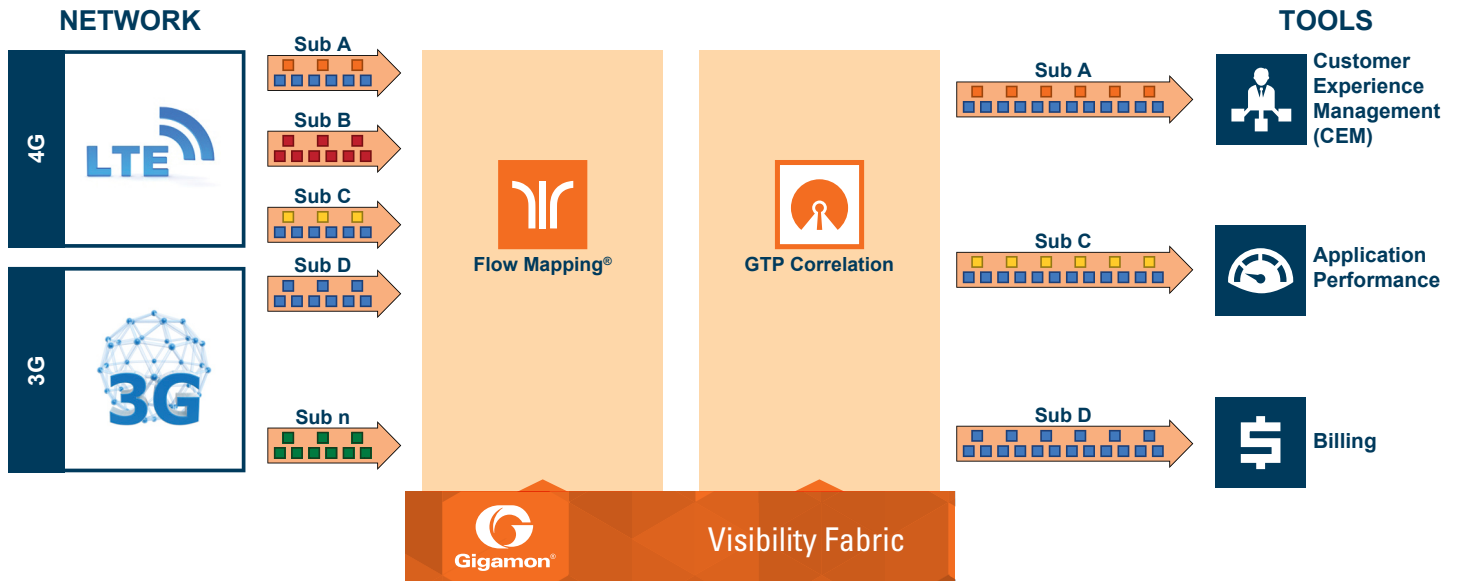 NETWORK
TOOLS
4G
LTE
3G
3G
Sub A
Sub B
Sub C
Sub D
Sub n
Flow Mapping®
GTP Correlation
Sub A
Sub C
Sub D
Customer
Experience
Management
(CEM)
Application
Performance
Billing
Gigamon®
Visibility Fabric